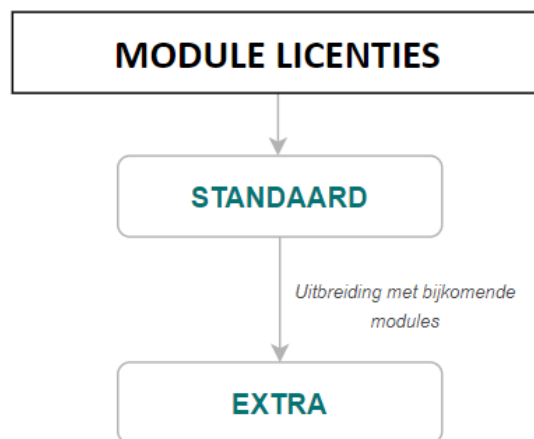 MODULE LICENTIES
STANDAARD
Uitbreiding met bijkomende
modules
EXTRA